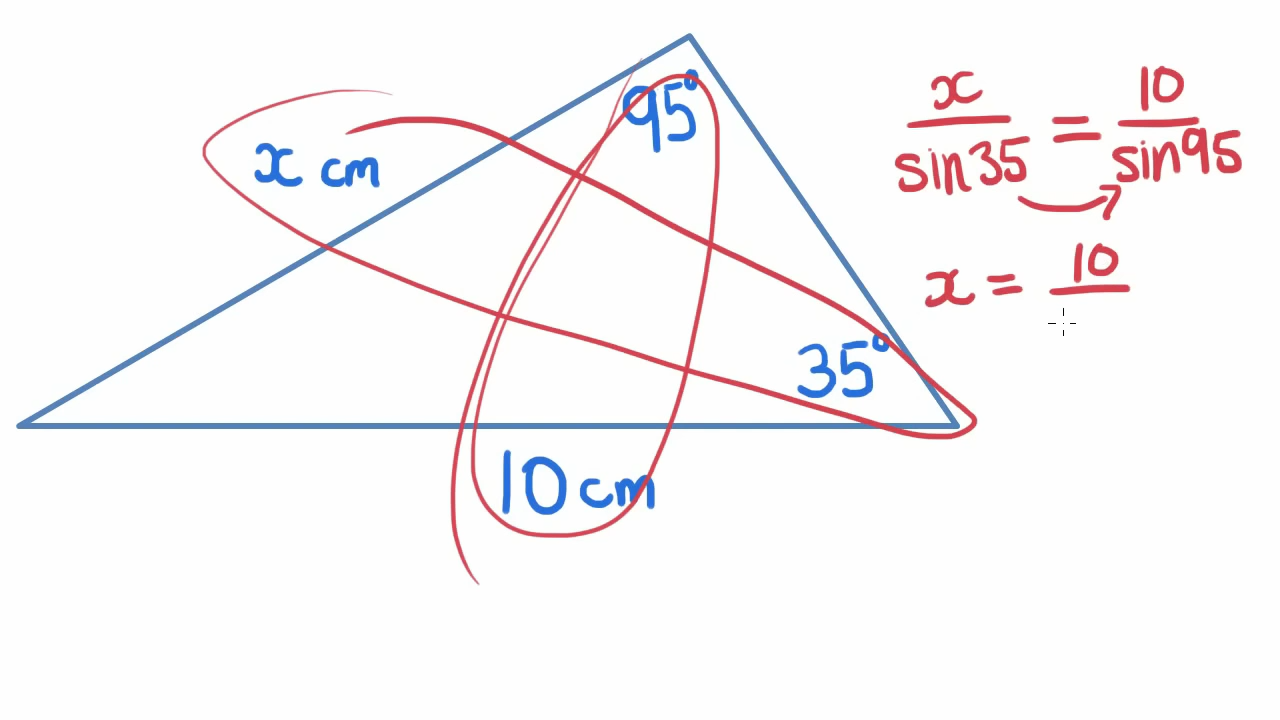 95°
x cm
35°
10 cm
x/sin35 = 10/sin95
x = 10/